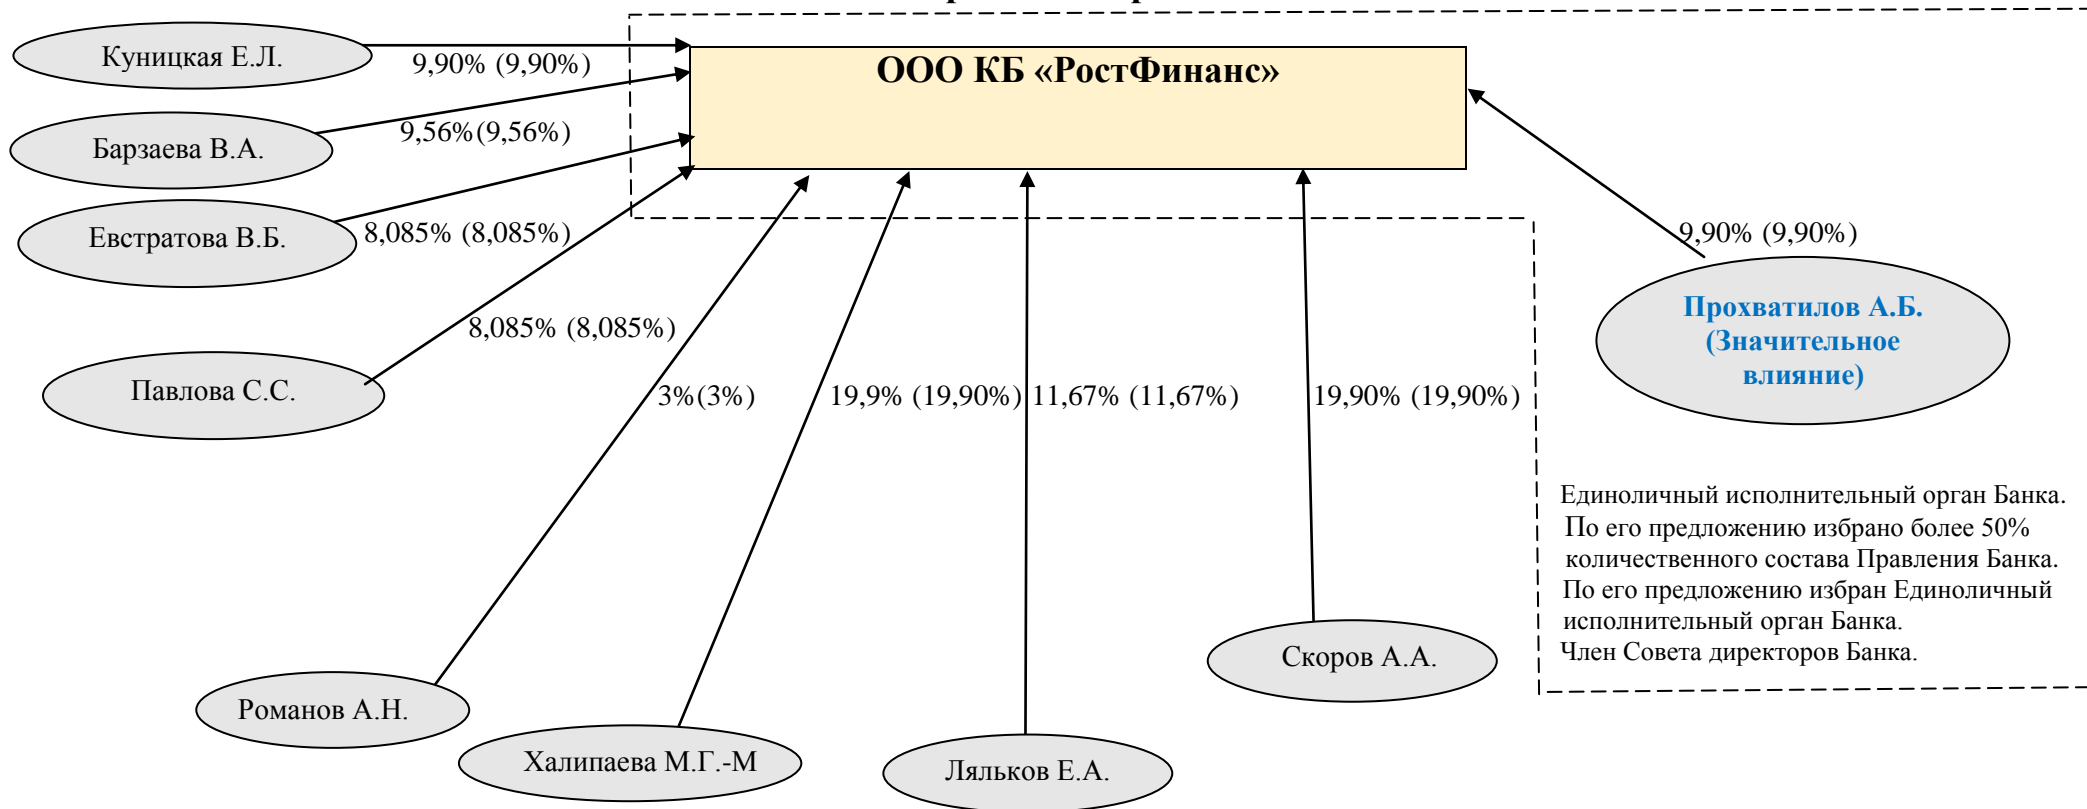 ООО КБ «РостФинанс»
Куницкая Е.Л.
9,90% (9,90%)
Барзаева В.А.
9,56%(9,56%)
Евстратова В.Б.
8,085% (8,085%)
9,90% (9,90%)
Прохватилов А.Б.
(Значительное
влияние)
8,085% (8,085%)
Павлова С.С.
3%(3%)
19,9% (19,90%)
11,67% (11,67%)
19,90% (19,90%)
Единоличный исполнительный орган Банка.
По его предложению избрано более 50%
количественного состава Правления Банка.
По его предложению избран Единоличный
исполнительный орган Банка.
Член Совета директоров Банка.
Скоров А.А.
Романов А.Н.
Халипаева М.Г.-М
Ляльков Е.А.